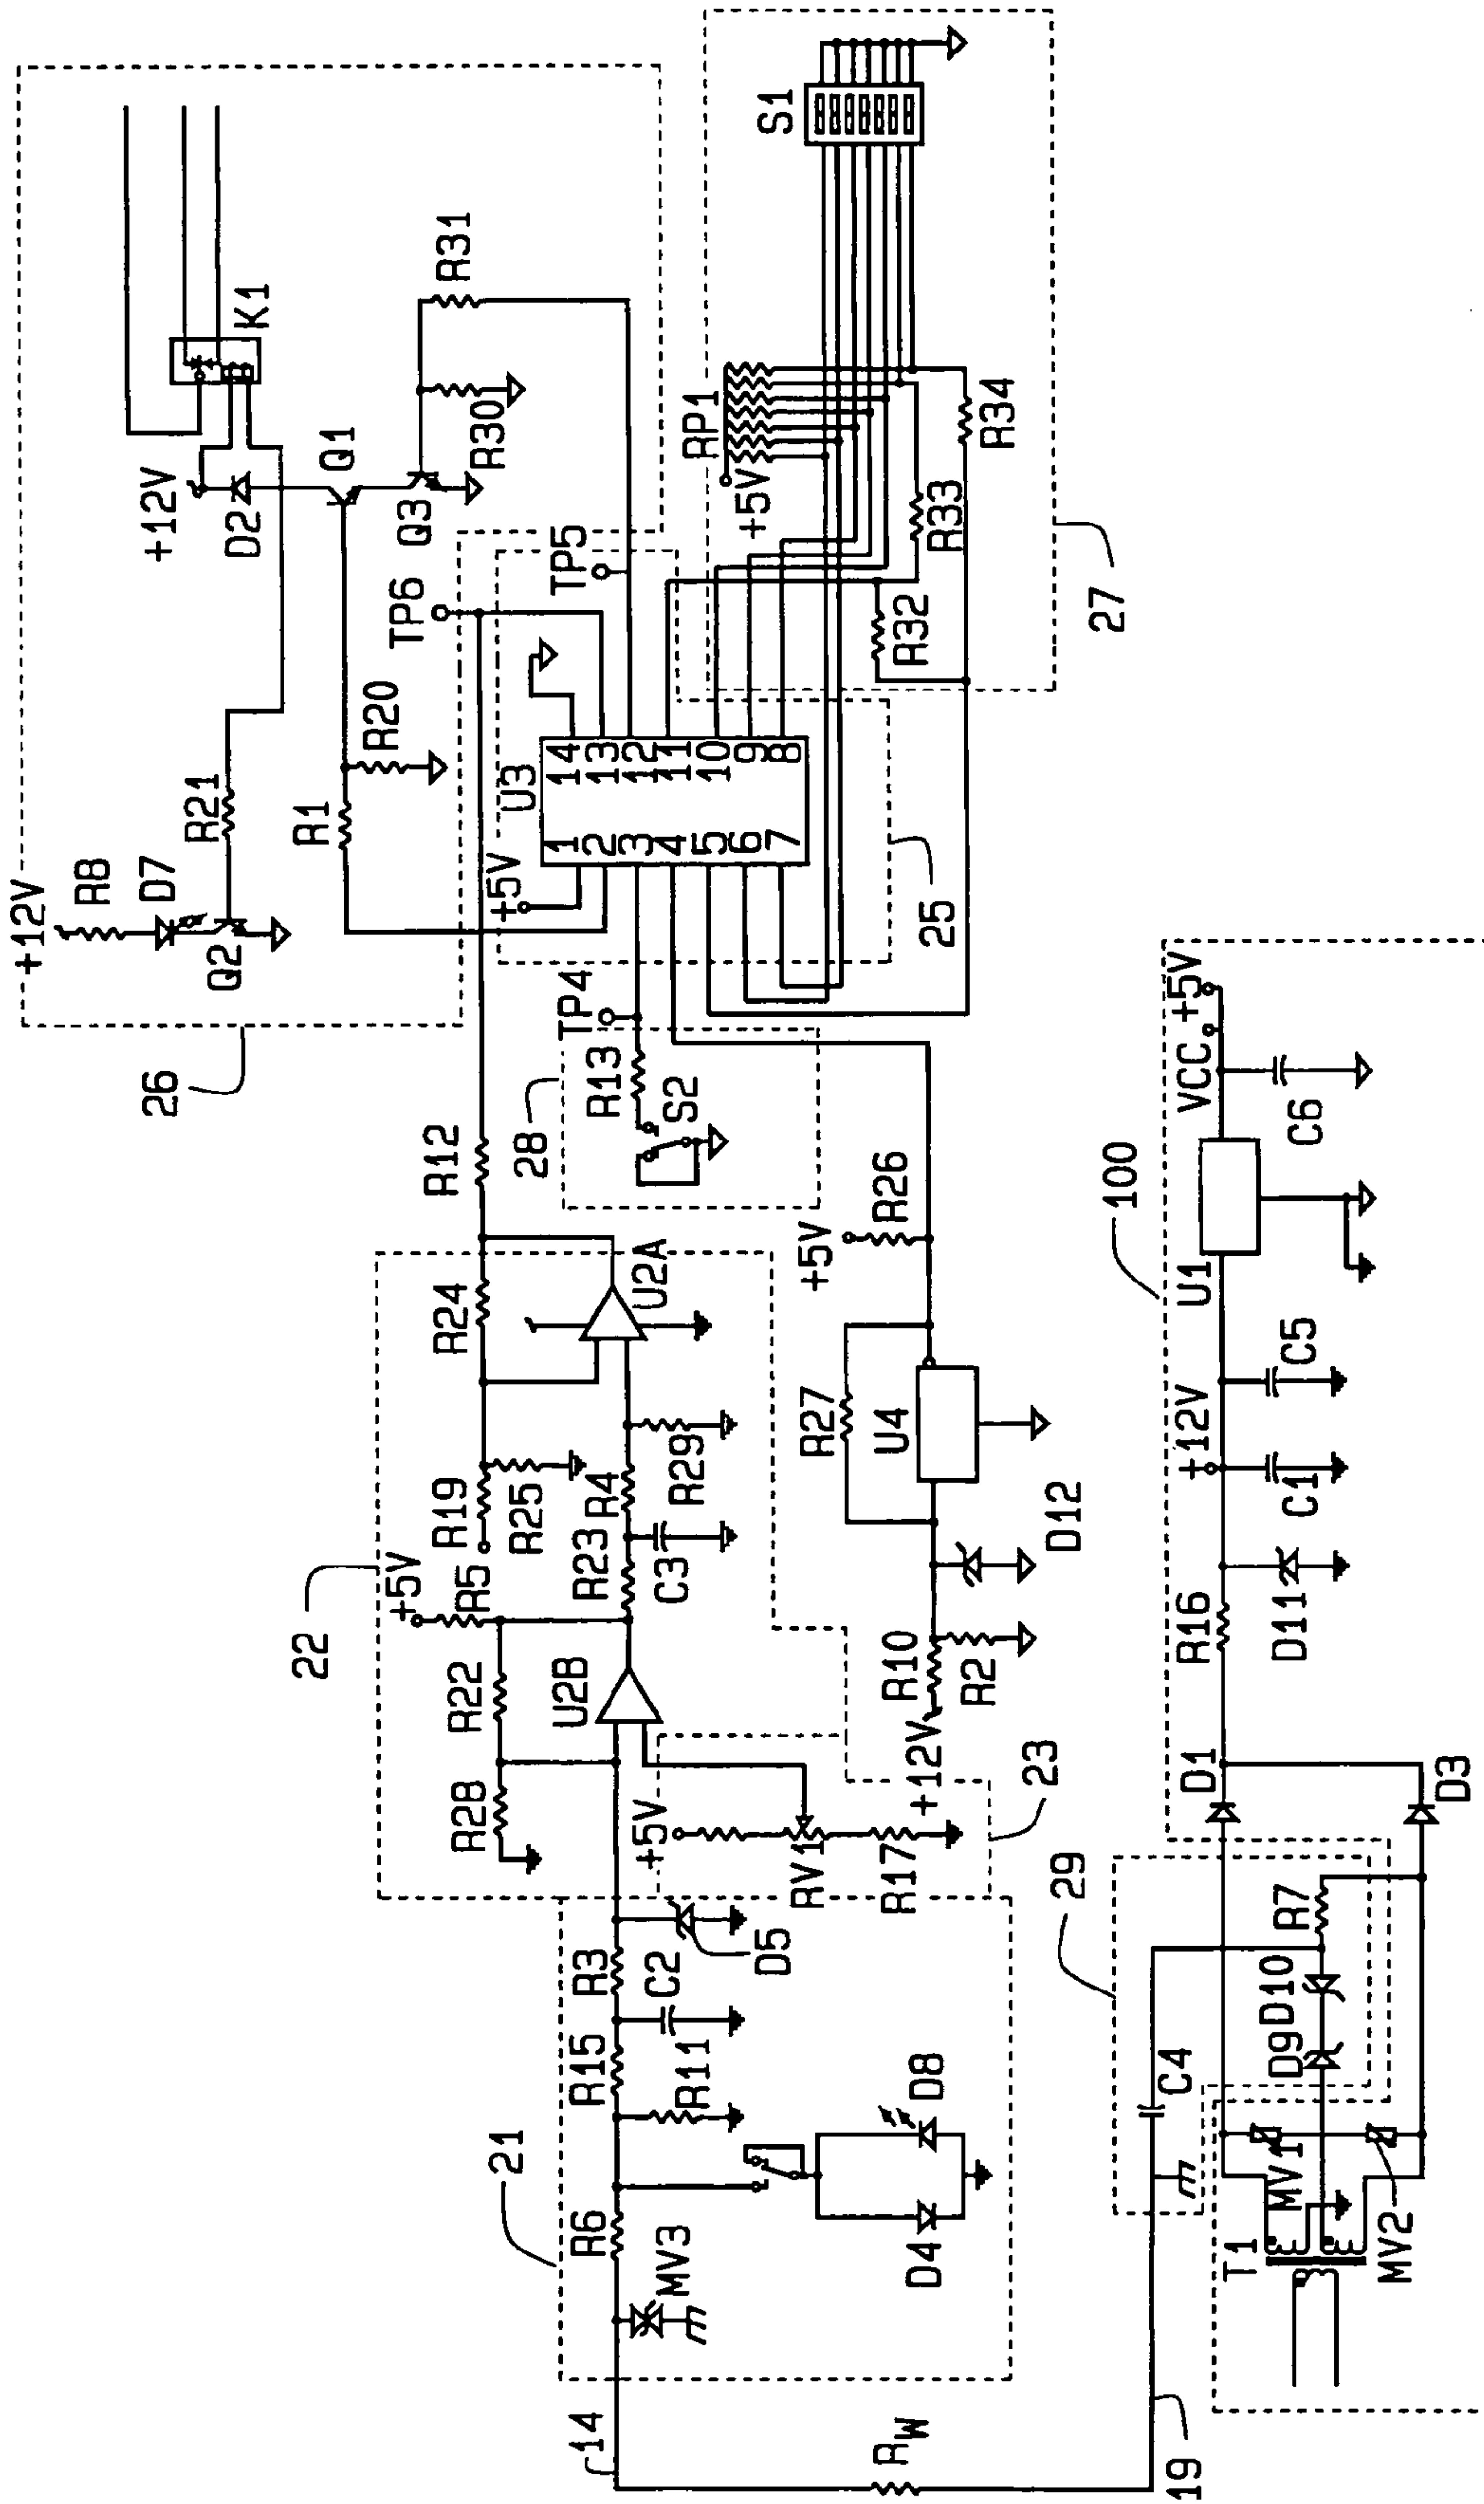 +12V
R8
D7
Q2
R21
+12V
D2
K1
Q1
R1
R20
Q3
R30
R31
26
TP6
TP5
U3
+5V
1
2
3
4
5
6
7
14
13
12
11
10
9
8
25
TP4
R13
S2
28
R12
+5V
RP1
S1
R33
R32
R34
27
22
R24
U2A
R19
R25
+5V
R5
R23
R4
R29
C3
R22
U2B
R28
+5V
RV1
R17
23
+5V
R26
R27
U4
D12
R10
R2
+12V
21
R3
C2
D5
R15
R11
D8
D4
R6
MV3
14
RW
19
29
C4
D9
D10
R7
T1
MV1
MV2
D1
D3
R16
D11
+12V
C1
C5
U1
100
VCC
+5V
C6